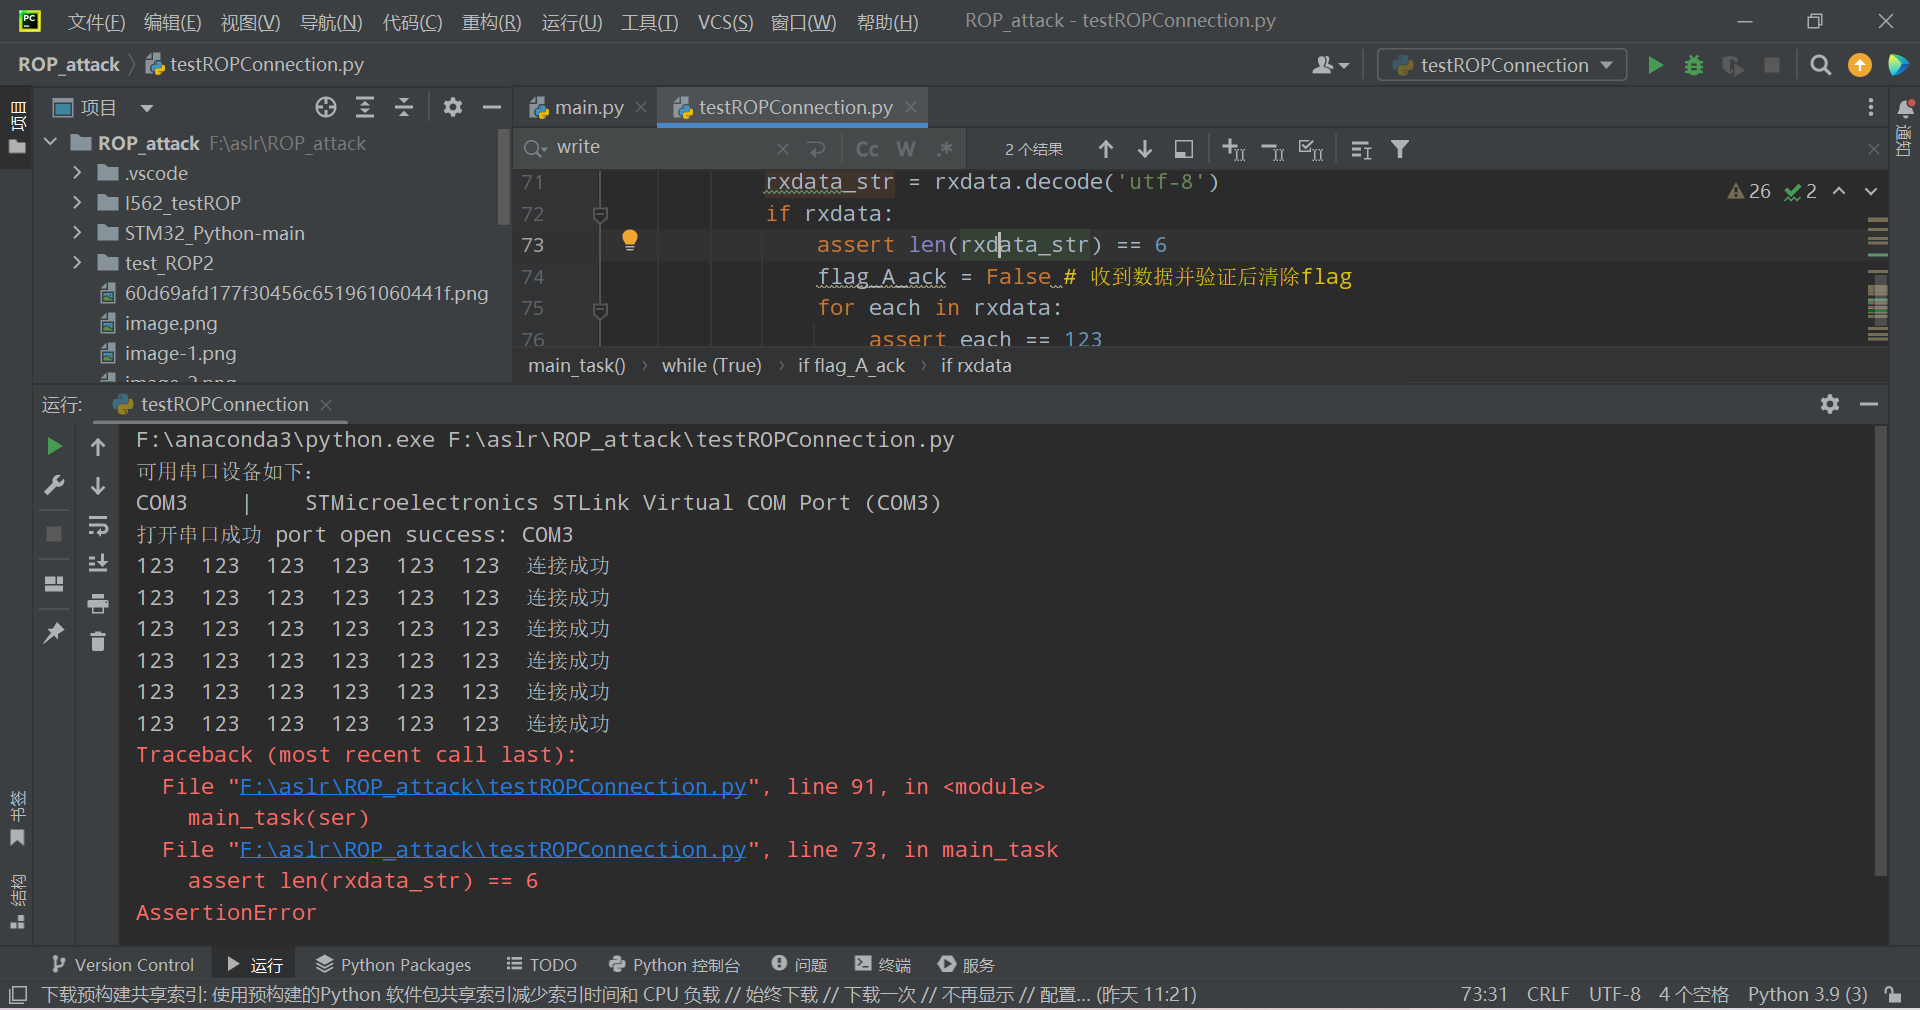 文件(F) 编辑(E) 视图(V) 导航(N) 代码(C) 重构(R) 运行(U) 工具(T) VCS(S) 窗口(W) 帮助(H) ROP_attack - testROPConnection.py
ROP_attack testROPConnection.py testROPConnection
项目
项目
ROP_attack F:\aslr\ROP_attack
.vscode
I562_testROP
STM32_Python-main
test_ROP2
60d69afd177f30456c651961060441f.png
image.png
image-1.png
image-2.png
main.py testROPConnection.py
write Cc W .* 2 个结果
通知
26 2
71 rxdata_str = rxdata.decode('utf-8')
72 if rxdata:
73 assert len(rxdata_str) == 6
74 flag_A_ack = False # 收到数据并验证后清除flag
75 for each in rxdata:
76 assert each == 123
main_task() › while (True) › if flag_A_ack › if rxdata
运行: testROPConnection
F:\anaconda3\python.exe F:\aslr\ROP_attack\testROPConnection.py
可用串口设备如下:
COM3 | STMicroelectronics STLink Virtual COM Port (COM3)
打开串口成功 port open success: COM3
123 123 123 123 123 123 连接成功
123 123 123 123 123 123 连接成功
123 123 123 123 123 123 连接成功
123 123 123 123 123 123 连接成功
123 123 123 123 123 123 连接成功
123 123 123 123 123 123 连接成功
Traceback (most recent call last):
File "F:\aslr\ROP_attack\testROPConnection.py", line 91, in <module>
main_task(ser)
File "F:\aslr\ROP_attack\testROPConnection.py", line 73, in main_task
assert len(rxdata_str) == 6
AssertionError
书签
结构
Version Control 运行 Python Packages TODO Python 控制台 问题 终端 服务
下载预构建共享索引: 使用预构建的Python 软件包共享索引减少索引时间和 CPU 负载 // 始终下载 // 下载一次 // 不再显示 // 配置... (昨天 11:21) 73:31 CRLF UTF-8 4 个空格 Python 3.9 (3)